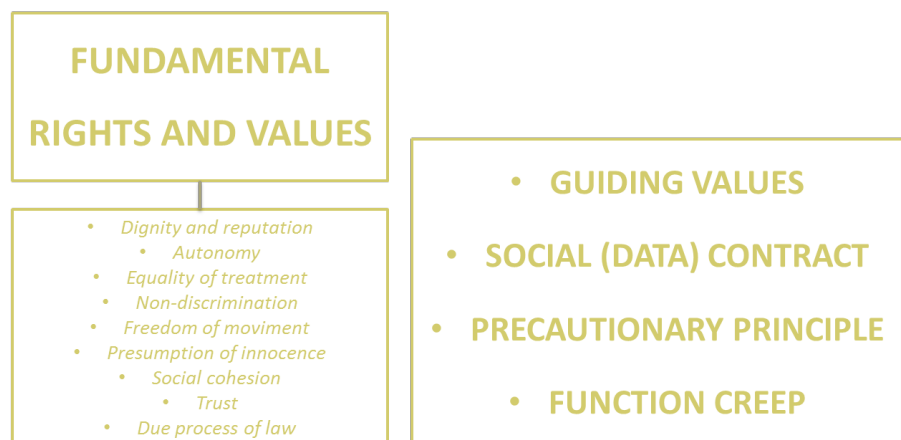 FUNDAMENTAL
RIGHTS AND VALUES
• Dignity and reputation
• Autonomy
• Equality of treatment
• Non-discrimination
• Freedom of moviment
• Presumption of innocence
• Social cohesion
• Trust
• Due process of law
• GUIDING VALUES
• SOCIAL (DATA) CONTRACT
• PRECAUTIONARY PRINCIPLE
• FUNCTION CREEP